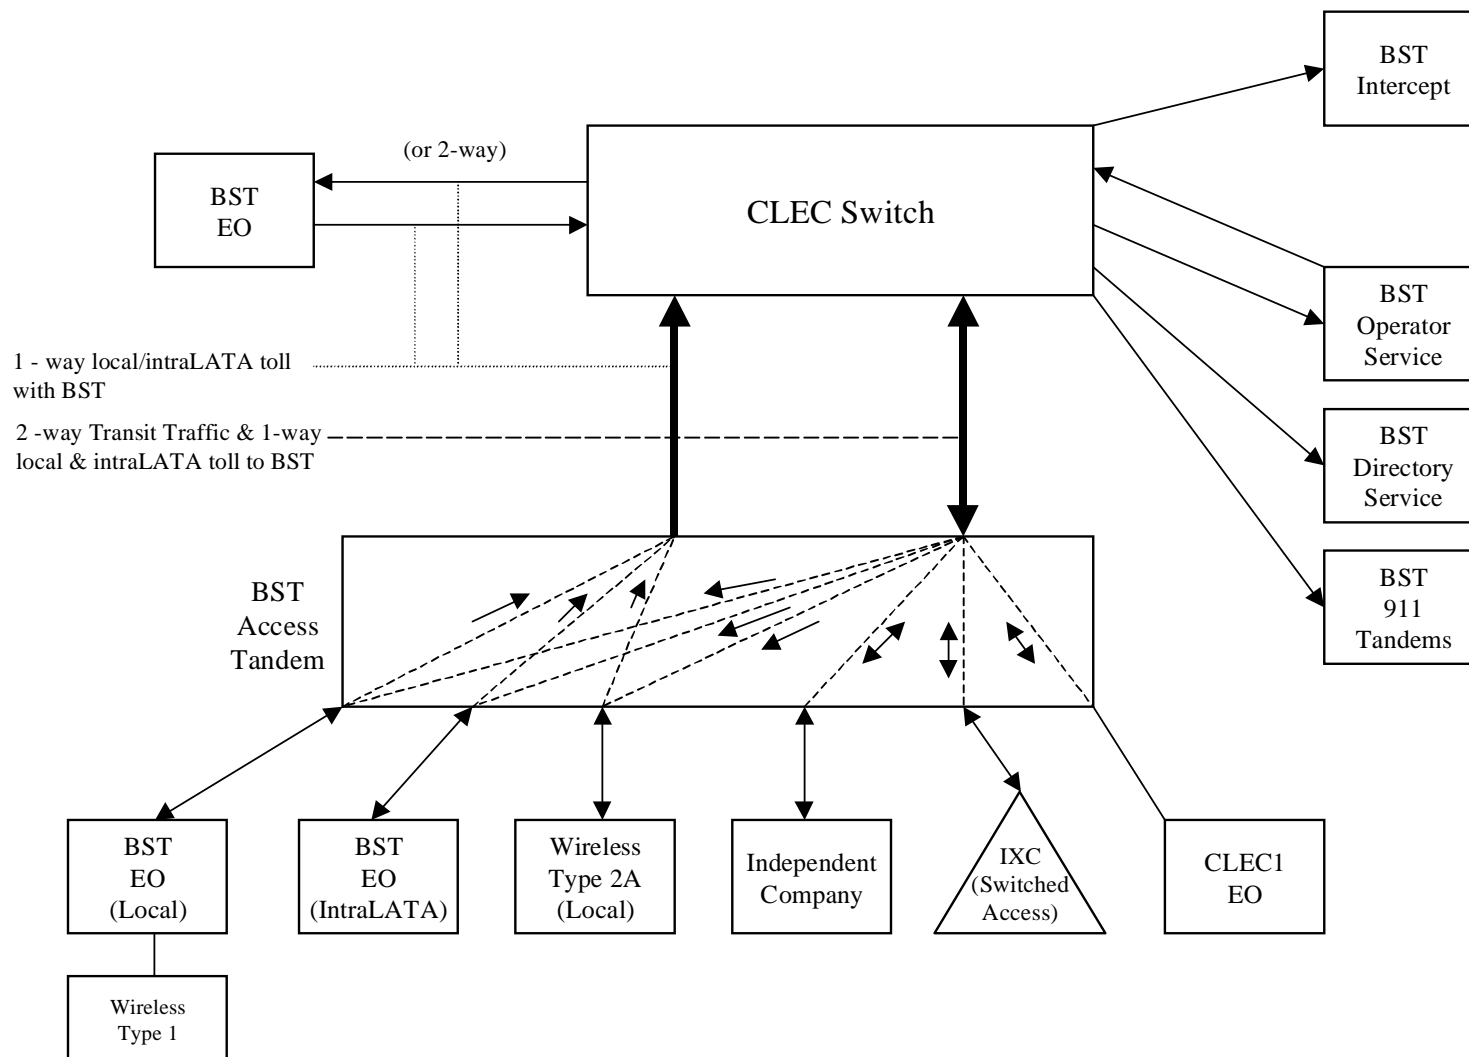 BST
Intercept
(or 2-way)
BST
EO
CLEC Switch
BST
Operator
Service
1 - way local/intraLATA toll
with BST
2 -way Transit Traffic & 1-way
local & intraLATA toll to BST
BST
Directory
Service
BST
Access
Tandem
BST
911
Tandems
BST
EO
(Local)
BST
EO
(IntraLATA)
Wireless
Type 2A
(Local)
Independent
Company
IXC
(Switched
Access)
CLEC1
EO
Wireless
Type 1